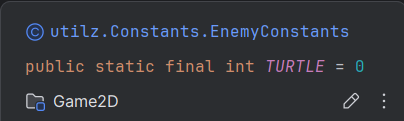 utilz.Constants.EnemyConstants
public static final int TURTLE = 0
Game2D